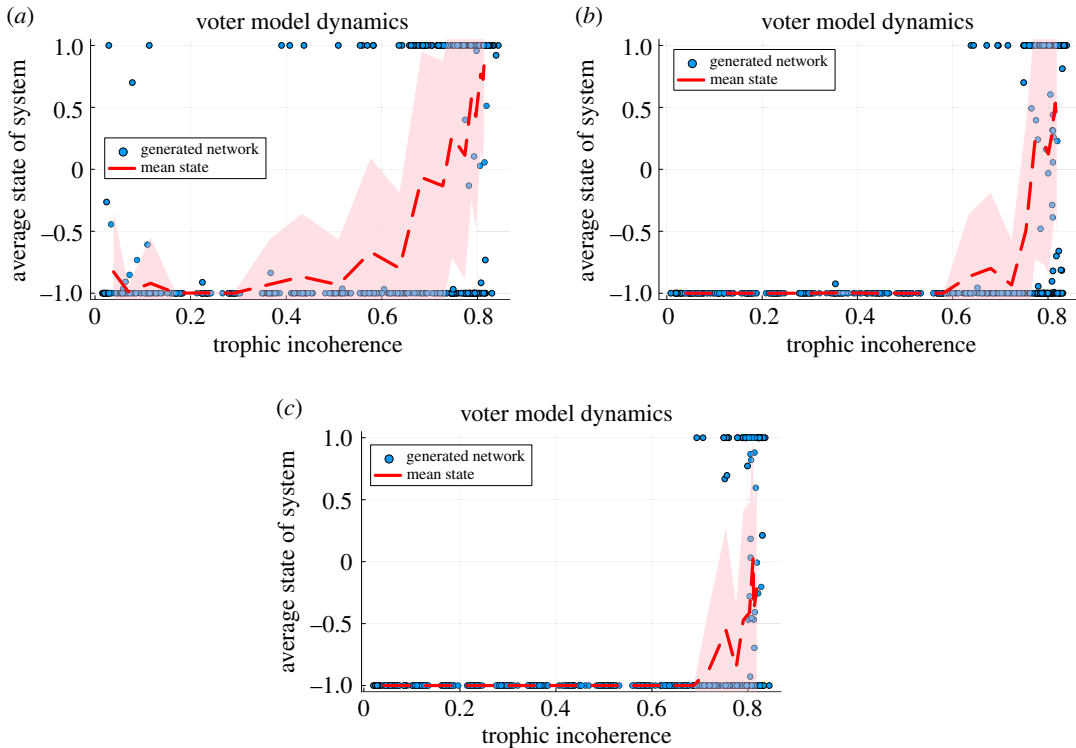 (a)
voter model dynamics
1.0
0.5
0
−0.5
−1.0
average state of system
generated network
mean state
0 0.2 0.4 0.6 0.8
trophic incoherence
(b)
voter model dynamics
1.0
0.5
0
−0.5
−1.0
average state of system
generated network
mean state
0 0.2 0.4 0.6 0.8
trophic incoherence
(c)
voter model dynamics
1.0
0.5
0
−0.5
−1.0
average state of system
generated network
mean state
0 0.2 0.4 0.6 0.8
trophic incoherence